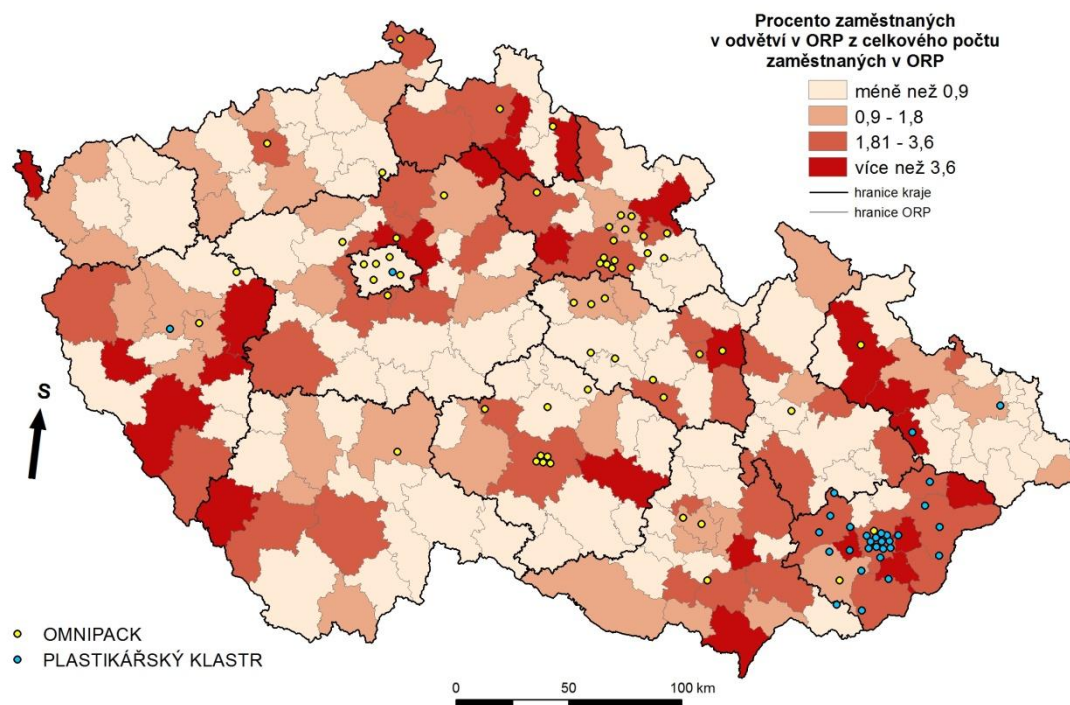 Procento zaměstnaných
v odvětví v ORP z celkového počtu
zaměstnaných v ORP
méně než 0,9
0,9 - 1,8
1,81 - 3,6
více než 3,6
hranice kraje
hranice ORP
S
OMNIPACK
PLASTIKÁŘSKÝ KLASTR
0 50 100 km